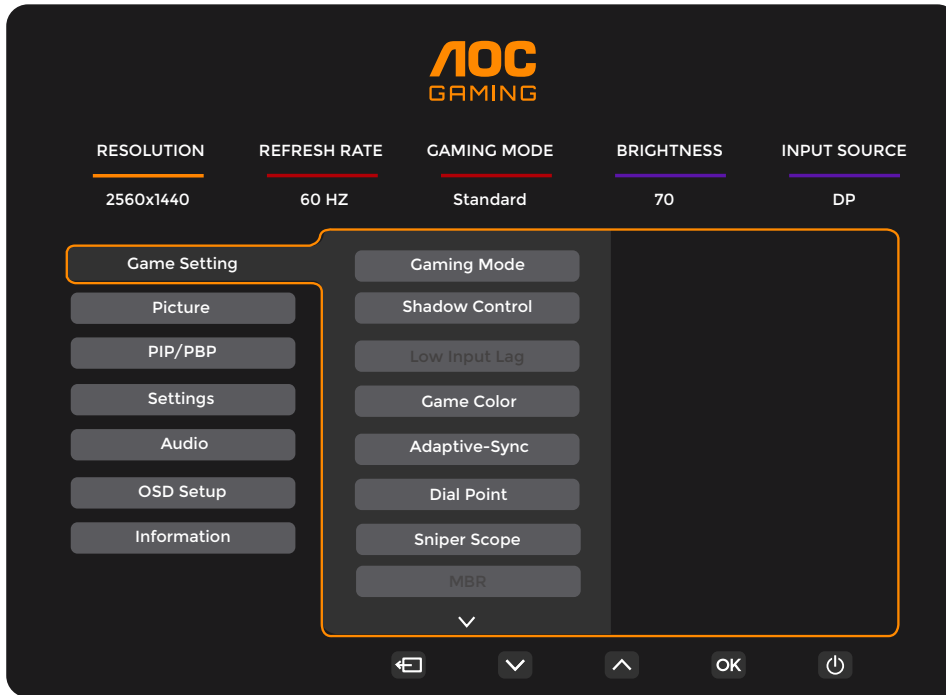 AOC
GAMING
RESOLUTION REFRESH RATE GAMING MODE BRIGHTNESS INPUT SOURCE
2560x1440 60 HZ Standard 70 DP
Game Setting
Picture
PIP/PBP
Settings
Audio
OSD Setup
Information
Gaming Mode
Shadow Control
Low Input Lag
Game Color
Adaptive-Sync
Dial Point
Sniper Scope
MBR
OK